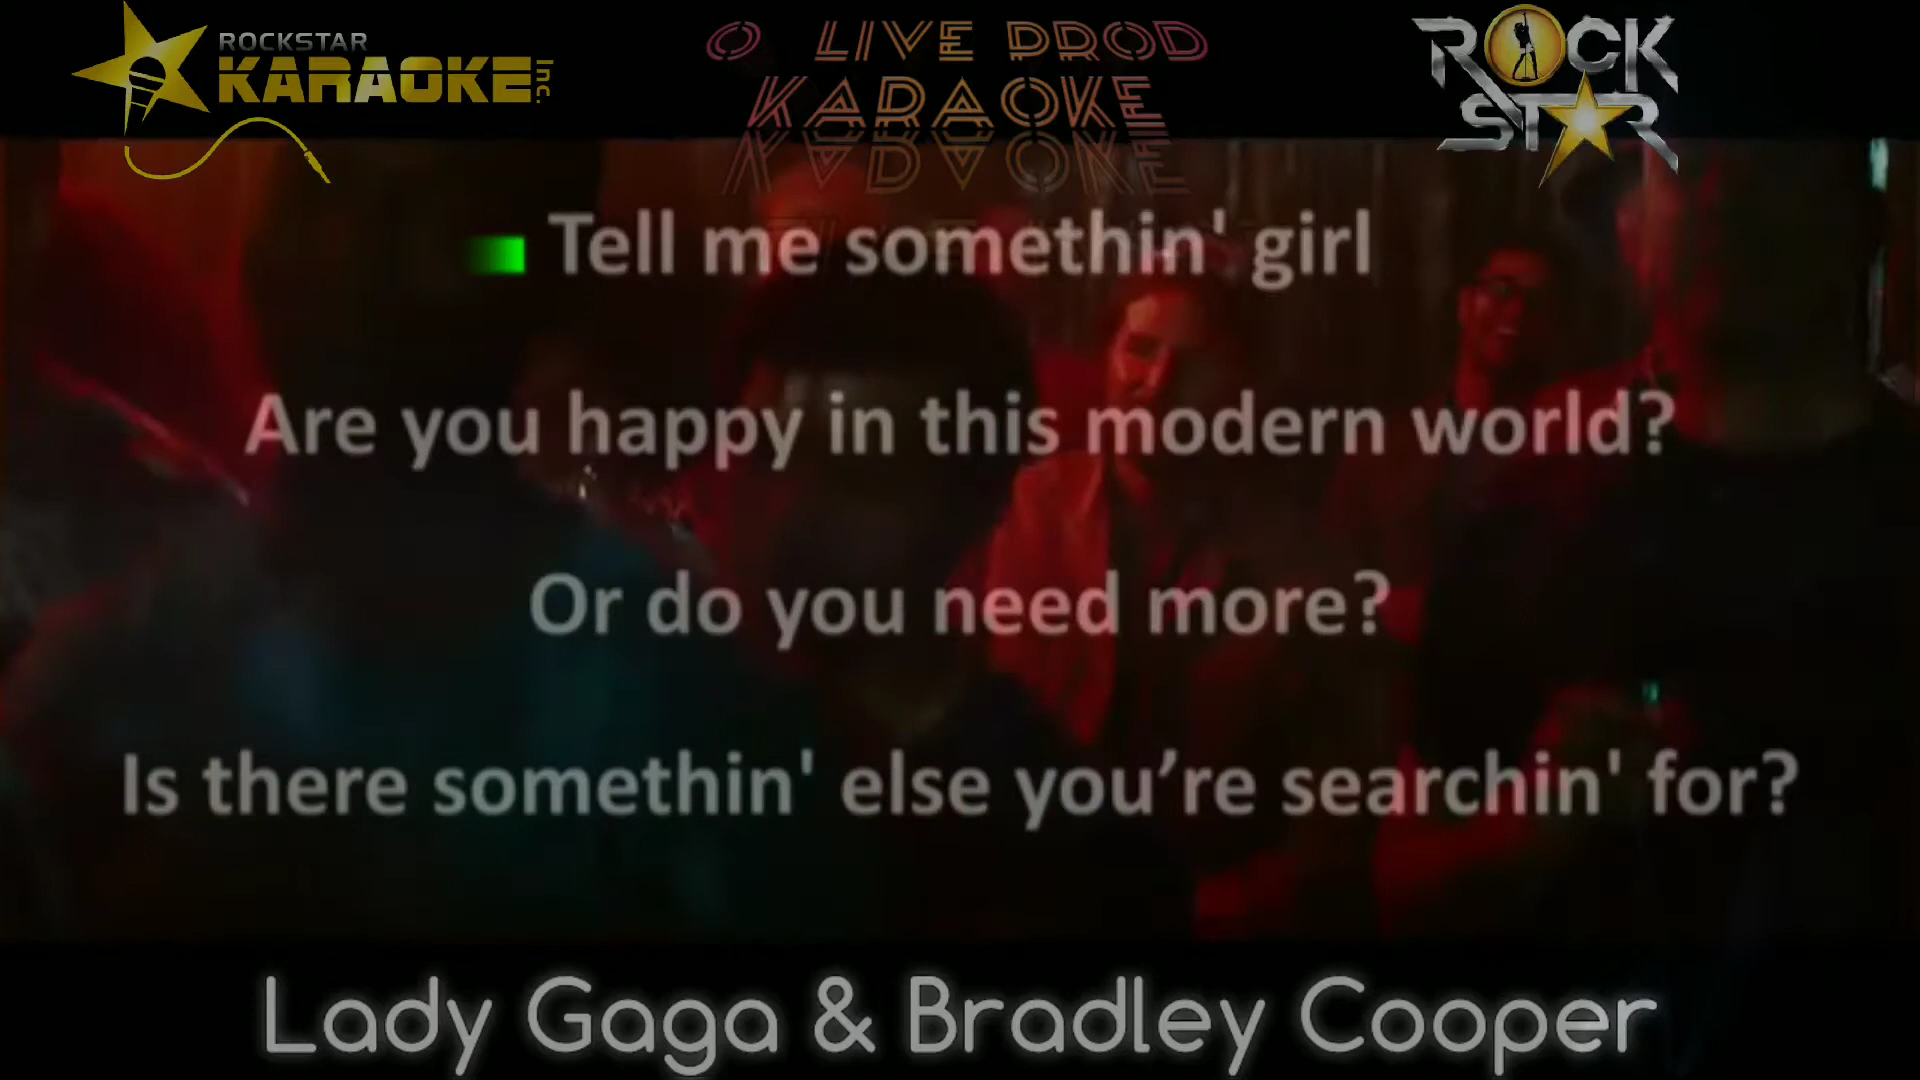 ROCKSTAR
KARAOKE Inc.
O LIVE PROD
KARAOKE
ROCK
STAR
Tell me somethin' girl
Are you happy in this modern world?
Or do you need more?
Is there somethin' else you’re searchin' for?
Lady Gaga & Bradley Cooper